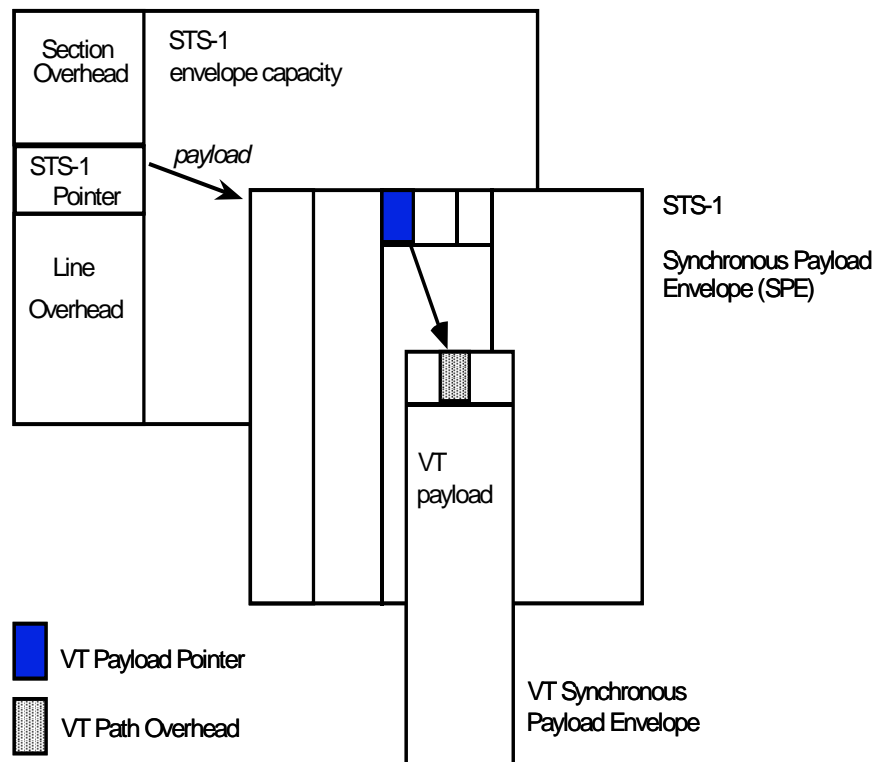 Section
Overhead
STS-1
envelope capacity
STS-1
Pointer
payload
Line
Overhead
STS-1
Synchronous Payload
Envelope (SPE)
VT
payload
VT Payload Pointer
VT Path Overhead
VT Synchronous
Payload Envelope